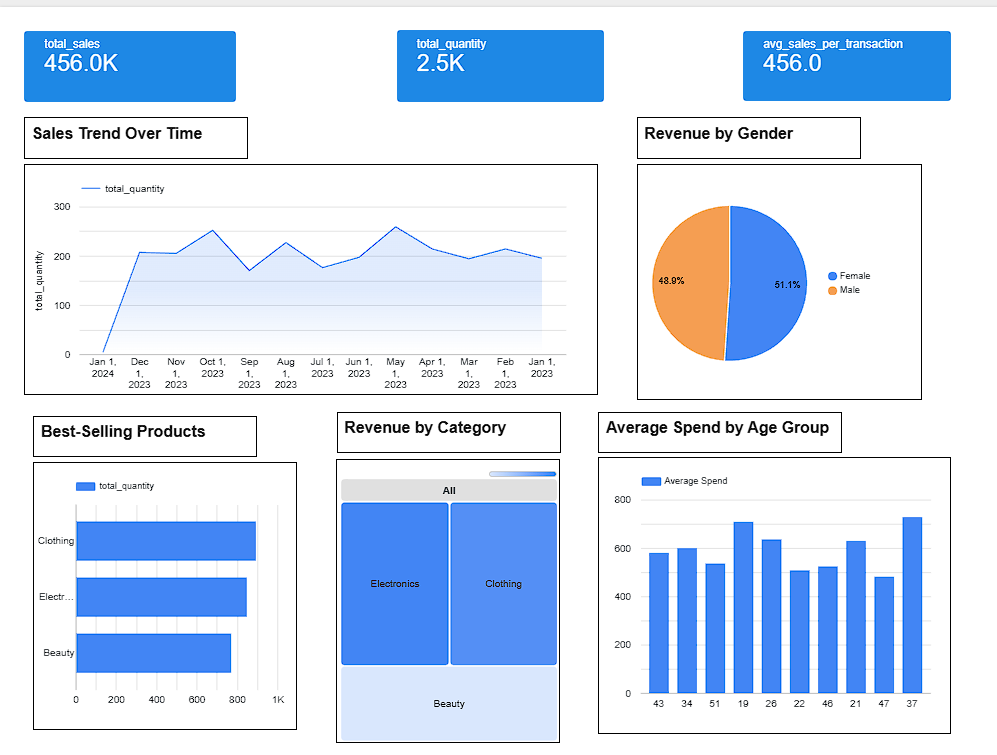 total_sales
456.0K
total_quantity
2.5K
avg_sales_per_transaction
456.0
Sales Trend Over Time
total_quantity
300
200
100
0
total_quantity
Jan 1,
2024
Dec
1,
2023
Nov
1,
2023
Oct 1,
2023
Sep
1,
2023
Aug
1,
2023
Jul 1,
2023
Jun 1,
2023
May
1,
2023
Apr 1,
2023
Mar
1,
2023
Feb
1,
2023
Jan 1,
2023
Revenue by Gender
48.9%
51.1%
Female
Male
Best-Selling Products
total_quantity
Clothing
Electr...
Beauty
0
200
400
600
800
1K
Revenue by Category
All
Electronics
Clothing
Beauty
Average Spend by Age Group
Average Spend
800
600
400
200
0
43
34
51
19
26
22
46
21
47
37